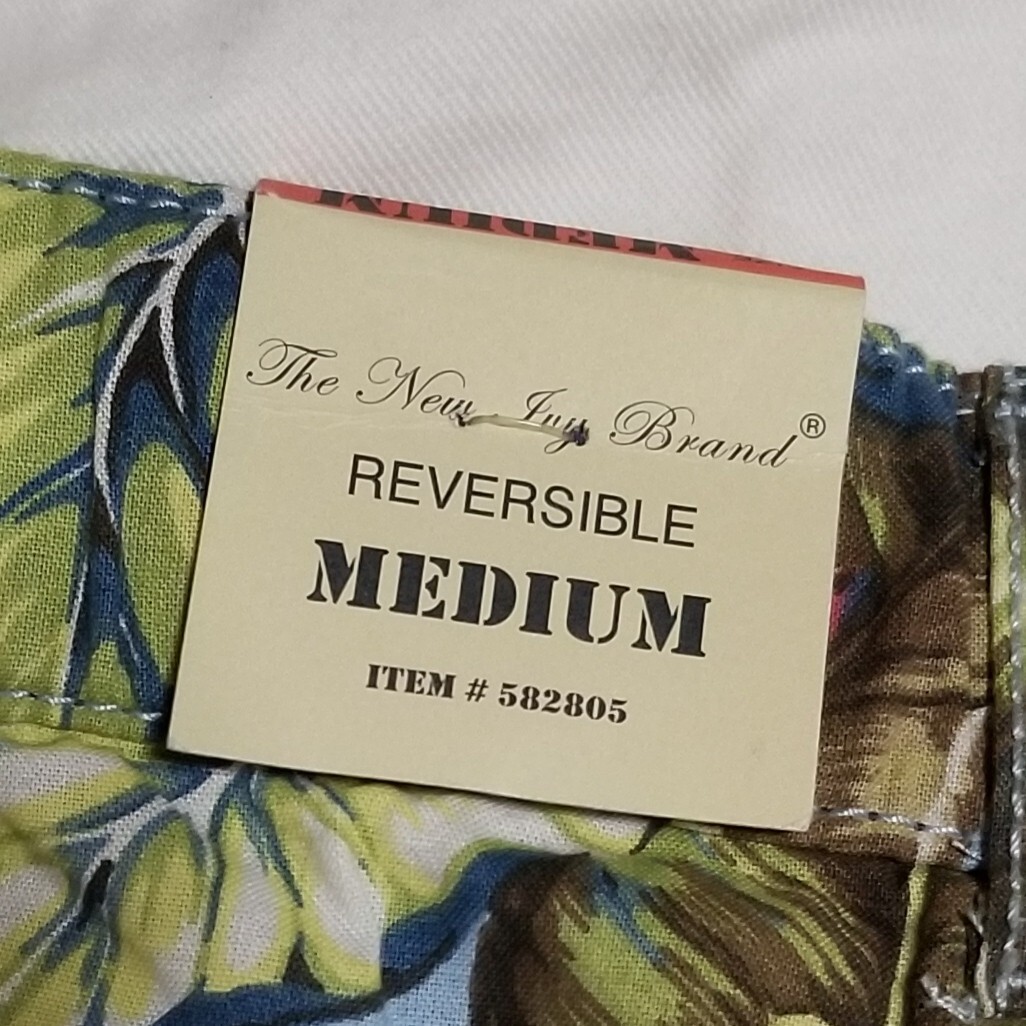 The New Ivy Brand®
REVERSIBLE
MEDIUM
ITEM # 582805